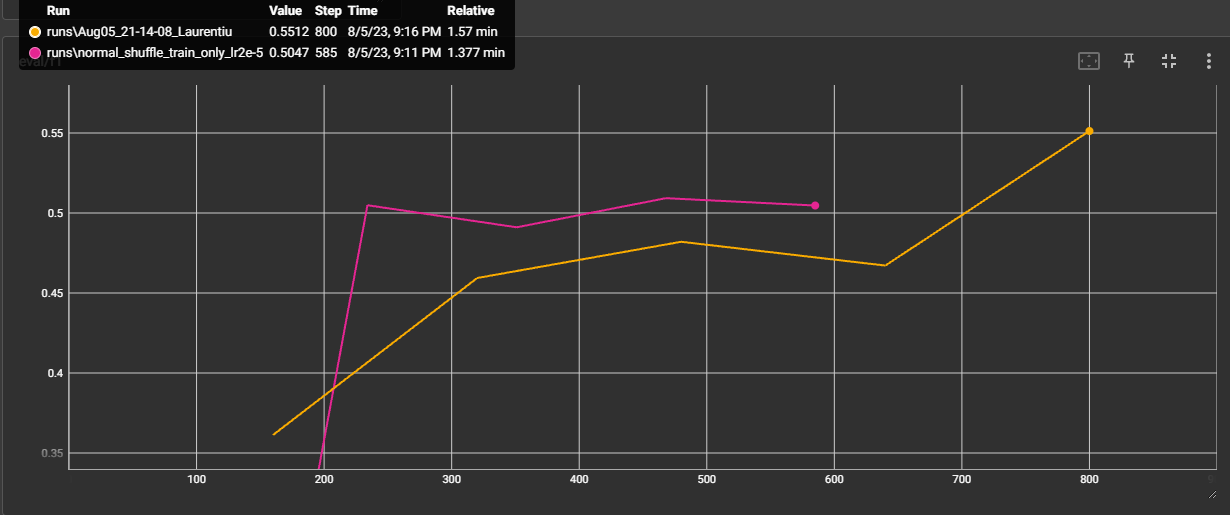 Run Value Step Time Relative
runs\Aug05_21-14-08_Laurentiu 0.5512 800 8/5/23, 9:16 PM 1.57 min
runs\normal_shuffle_train_only_lr2e-5 0.5047 585 8/5/23, 9:11 PM 1.377 min
eval/f1
0.55
0.5
0.45
0.4
0.35
100 200 300 400 500 600 700 800